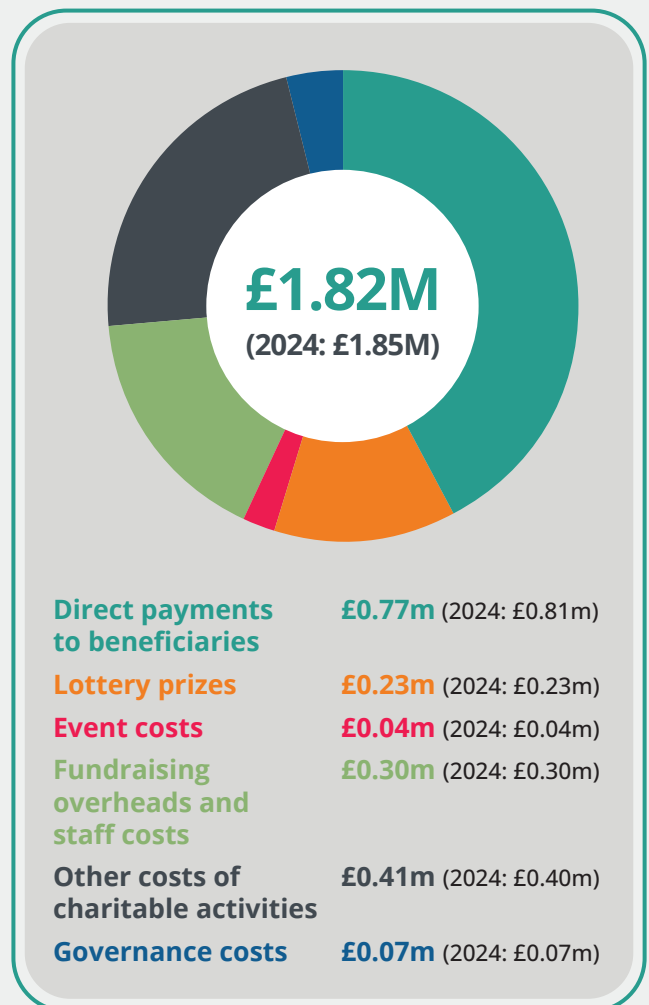 £1.82M
(2024: £1.85M)
Direct payments £0.77m (2024: £0.81m)
to beneficiaries
Lottery prizes £0.23m (2024: £0.23m)
Event costs £0.04m (2024: £0.04m)
Fundraising £0.30m (2024: £0.30m)
overheads and
staff costs
Other costs of £0.41m (2024: £0.40m)
charitable activities
Governance costs £0.07m (2024: £0.07m)